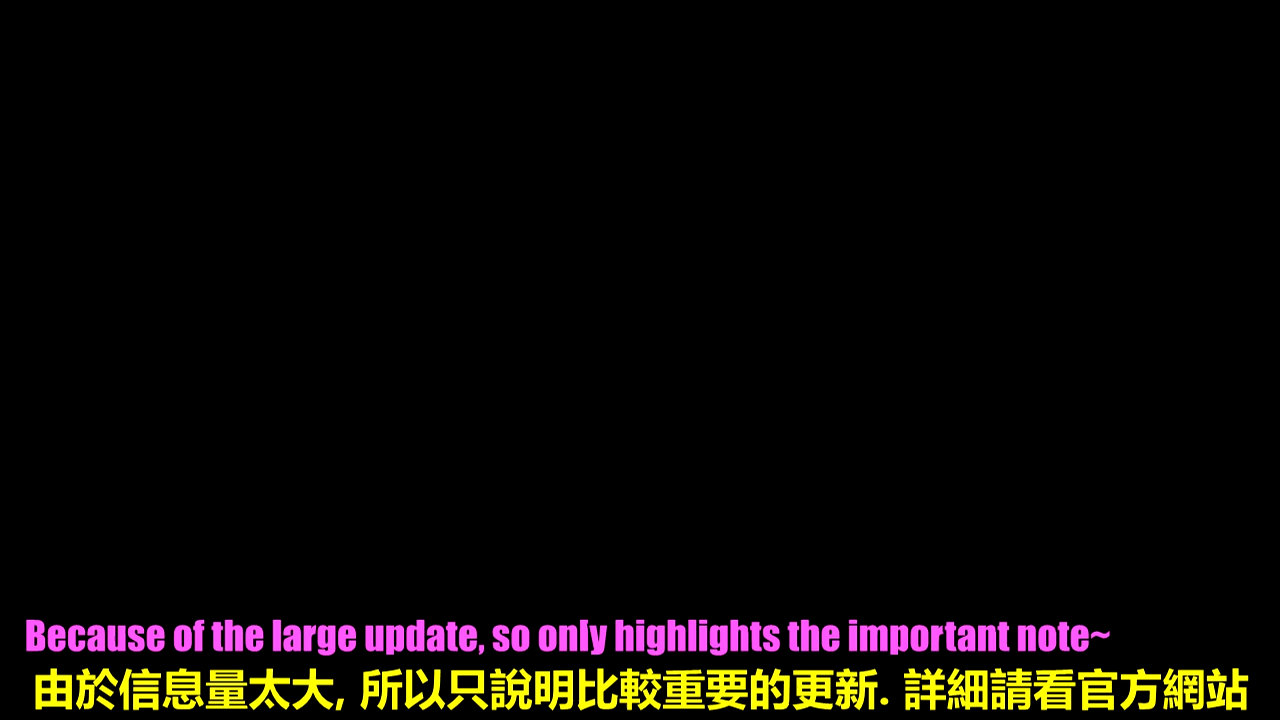 Because of the large update, so only highlights the important note~
由於信息量太大, 所以只說明比較重要的更新. 詳細請看官方網站